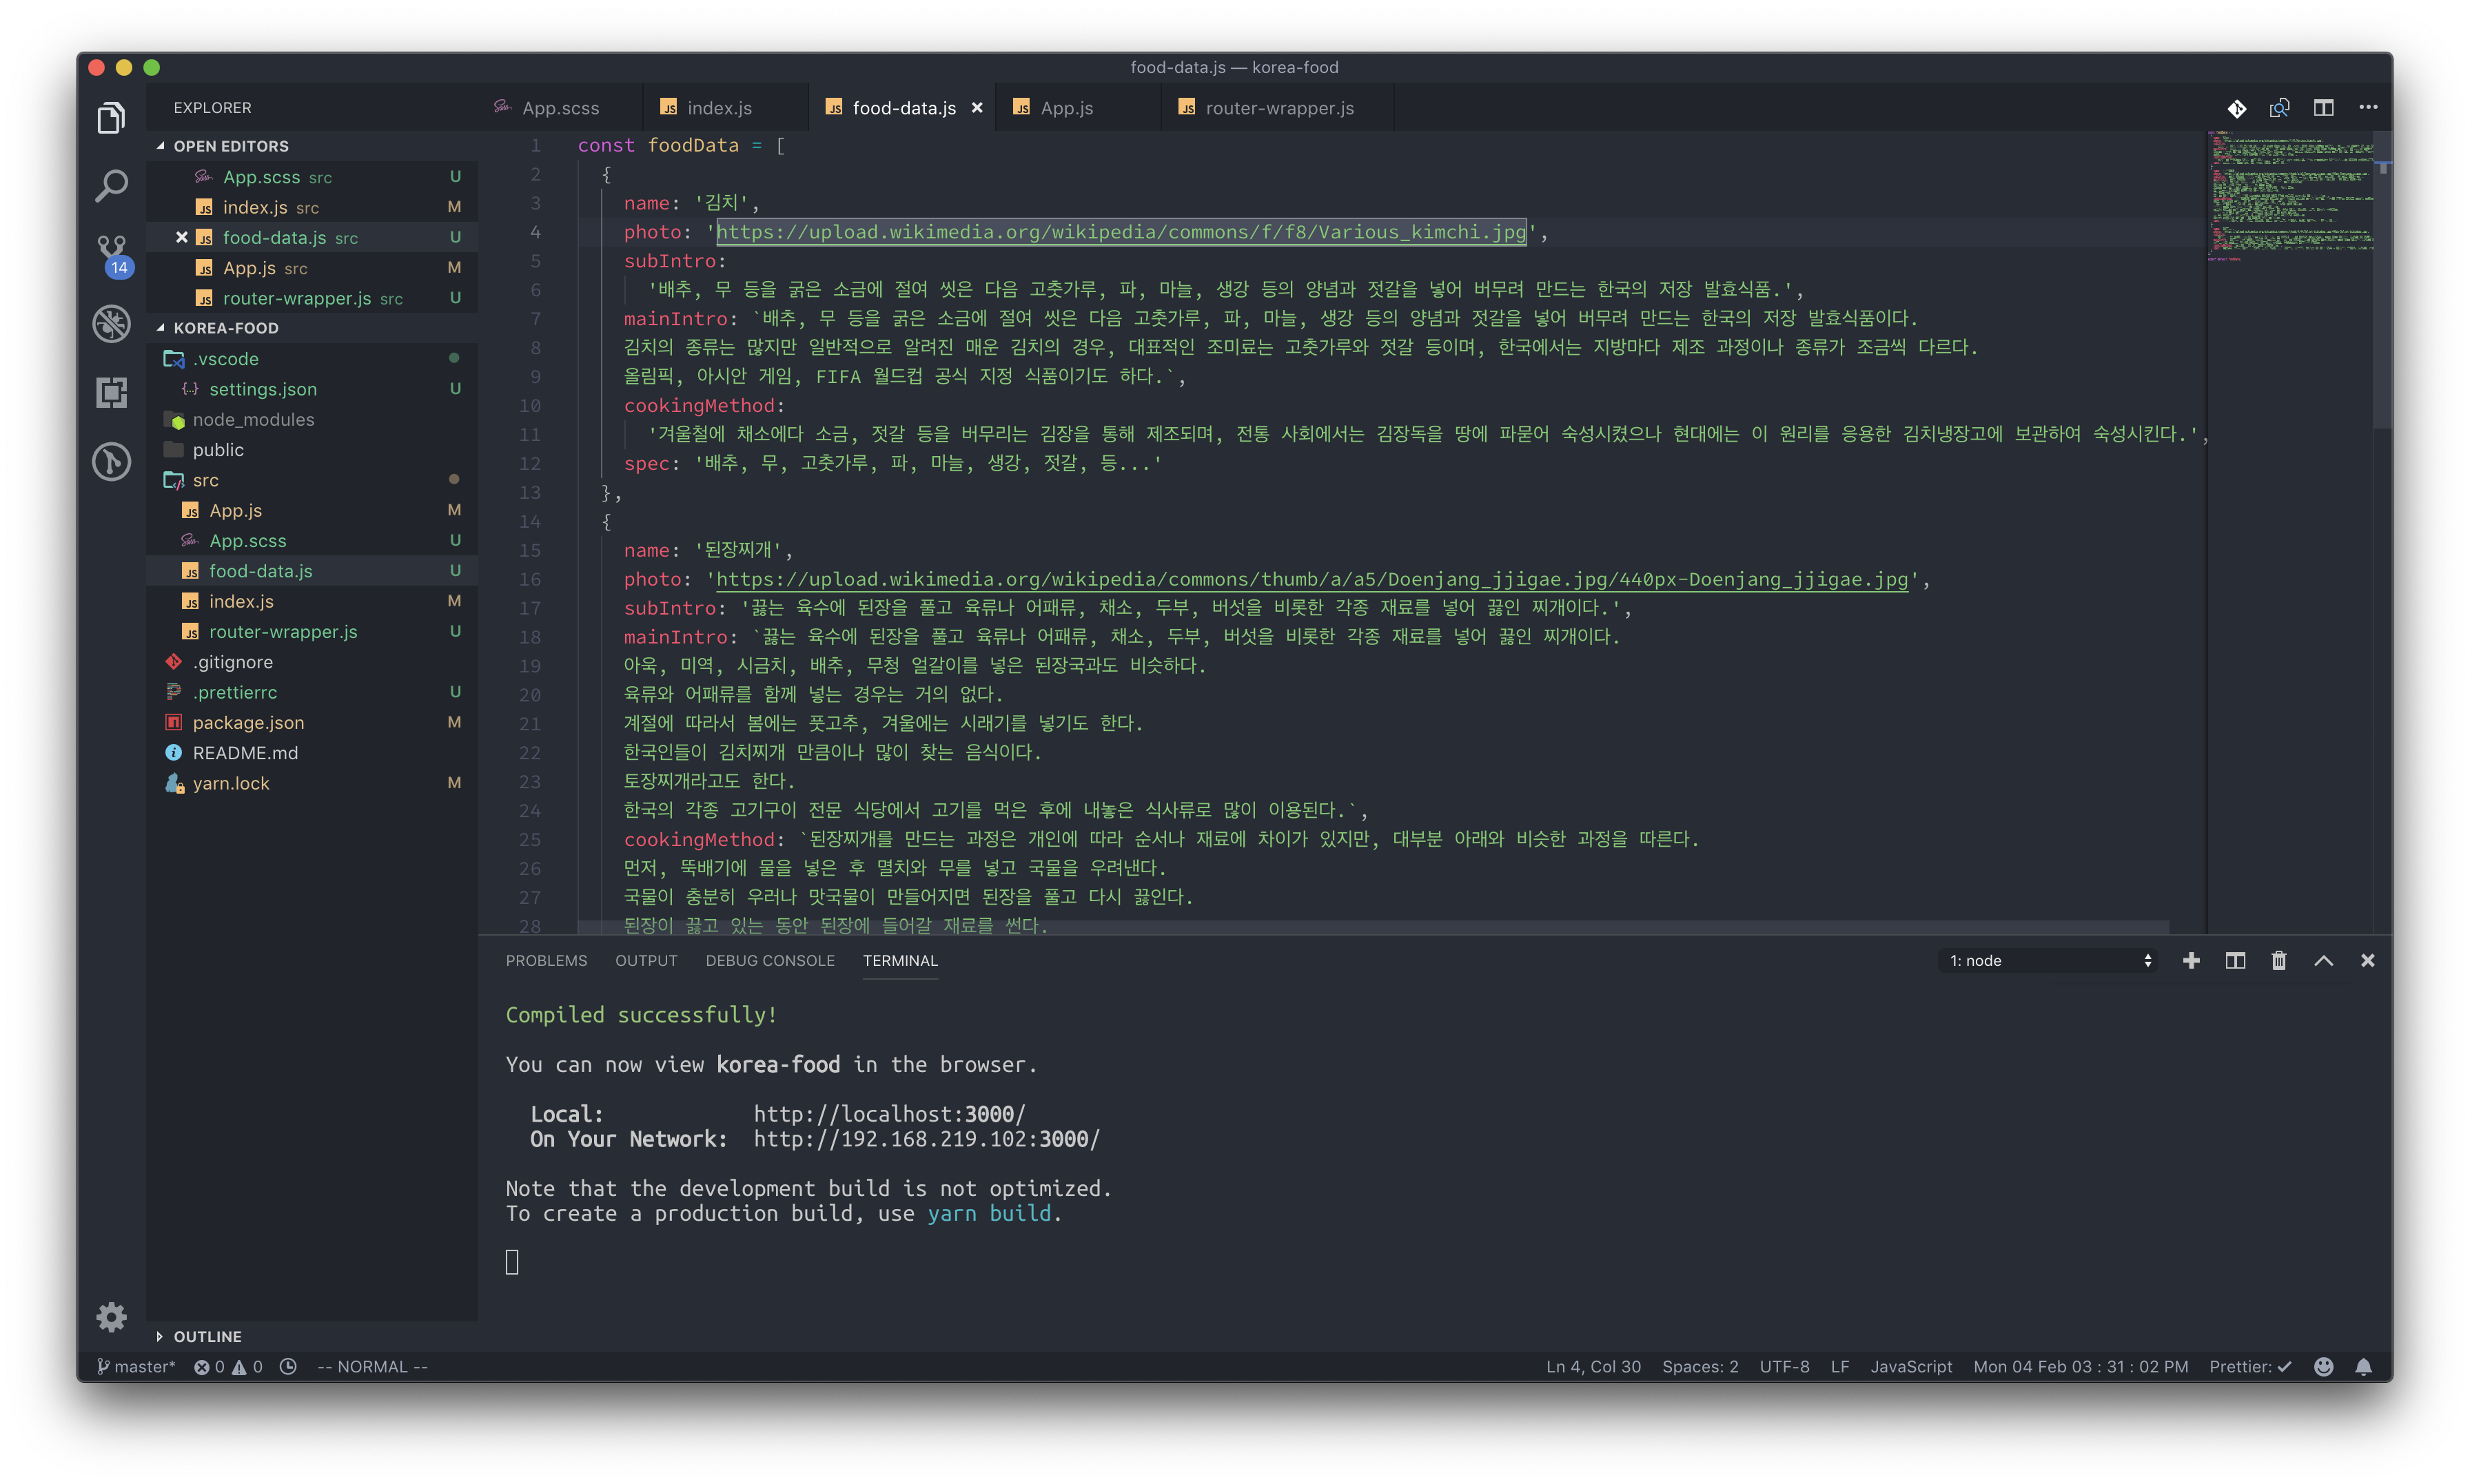 food-data.js — korea-food
EXPLORER
OPEN EDITORS
App.scss src U
index.js src M
food-data.js src U
App.js src M
router-wrapper.js src U
14
KOREA-FOOD
.vscode
settings.json U
node_modules
public
src
App.js M
App.scss U
food-data.js U
index.js M
router-wrapper.js U
.gitignore
.prettierrc U
package.json M
README.md
yarn.lock M
OUTLINE
App.scss index.js food-data.js App.js router-wrapper.js
1 const foodData = [
2 {
3 name: '김치',
4 photo: 'https://upload.wikimedia.org/wikipedia/commons/f/f8/Various_kimchi.jpg',
5 subIntro:
6 '배추, 무 등을 굵은 소금에 절여 씻은 다음 고춧가루, 파, 마늘, 생강 등의 양념과 젓갈을 넣어 버무려 만드는 한국의 저장 발효식품.',
7 mainIntro: `배추, 무 등을 굵은 소금에 절여 씻은 다음 고춧가루, 파, 마늘, 생강 등의 양념과 젓갈을 넣어 버무려 만드는 한국의 저장 발효식품이다.
8 김치의 종류는 많지만 일반적으로 알려진 매운 김치의 경우, 대표적인 조미료는 고춧가루와 젓갈 등이며, 한국에서는 지방마다 제조 과정이나 종류가 조금씩 다르다.
9 올림픽, 아시안 게임, FIFA 월드컵 공식 지정 식품이기도 하다.`,
10 cookingMethod:
11 '겨울철에 채소에다 소금, 젓갈 등을 버무리는 김장을 통해 제조되며, 전통 사회에서는 김장독을 땅에 파묻어 숙성시켰으나 현대에는 이 원리를 응용한 김치냉장고에 보관하여 숙성시킨다.',
12 spec: '배추, 무, 고춧가루, 파, 마늘, 생강, 젓갈, 등...'
13 },
14 {
15 name: '된장찌개',
16 photo: 'https://upload.wikimedia.org/wikipedia/commons/thumb/a/a5/Doenjang_jjigae.jpg/440px-Doenjang_jjigae.jpg',
17 subIntro: '끓는 육수에 된장을 풀고 육류나 어패류, 채소, 두부, 버섯을 비롯한 각종 재료를 넣어 끓인 찌개이다.',
18 mainIntro: `끓는 육수에 된장을 풀고 육류나 어패류, 채소, 두부, 버섯을 비롯한 각종 재료를 넣어 끓인 찌개이다.
19 아욱, 미역, 시금치, 배추, 무청 얼갈이를 넣은 된장국과도 비슷하다.
20 육류와 어패류를 함께 넣는 경우는 거의 없다.
21 계절에 따라서 봄에는 풋고추, 겨울에는 시래기를 넣기도 한다.
22 한국인들이 김치찌개 만큼이나 많이 찾는 음식이다.
23 토장찌개라고도 한다.
24 한국의 각종 고기구이 전문 식당에서 고기를 먹은 후에 내놓은 식사류로 많이 이용된다.`,
25 cookingMethod: `된장찌개를 만드는 과정은 개인에 따라 순서나 재료에 차이가 있지만, 대부분 아래와 비슷한 과정을 따른다.
26 먼저, 뚝배기에 물을 넣은 후 멸치와 무를 넣고 국물을 우려낸다.
27 국물이 충분히 우러나 맛국물이 만들어지면 된장을 풀고 다시 끓인다.
28 된장이 끓고 있는 동안 된장에 들어갈 재료를 썬다.
PROBLEMS OUTPUT DEBUG CONSOLE TERMINAL 1: node
Compiled successfully!
You can now view korea-food in the browser.
Local: http://localhost:3000/
On Your Network: http://192.168.219.102:3000/
Note that the development build is not optimized.
To create a production build, use yarn build.
master* 0 0 -- NORMAL -- Ln 4, Col 30 Spaces: 2 UTF-8 LF JavaScript Mon 04 Feb 03 : 31 : 02 PM Prettier: ✓